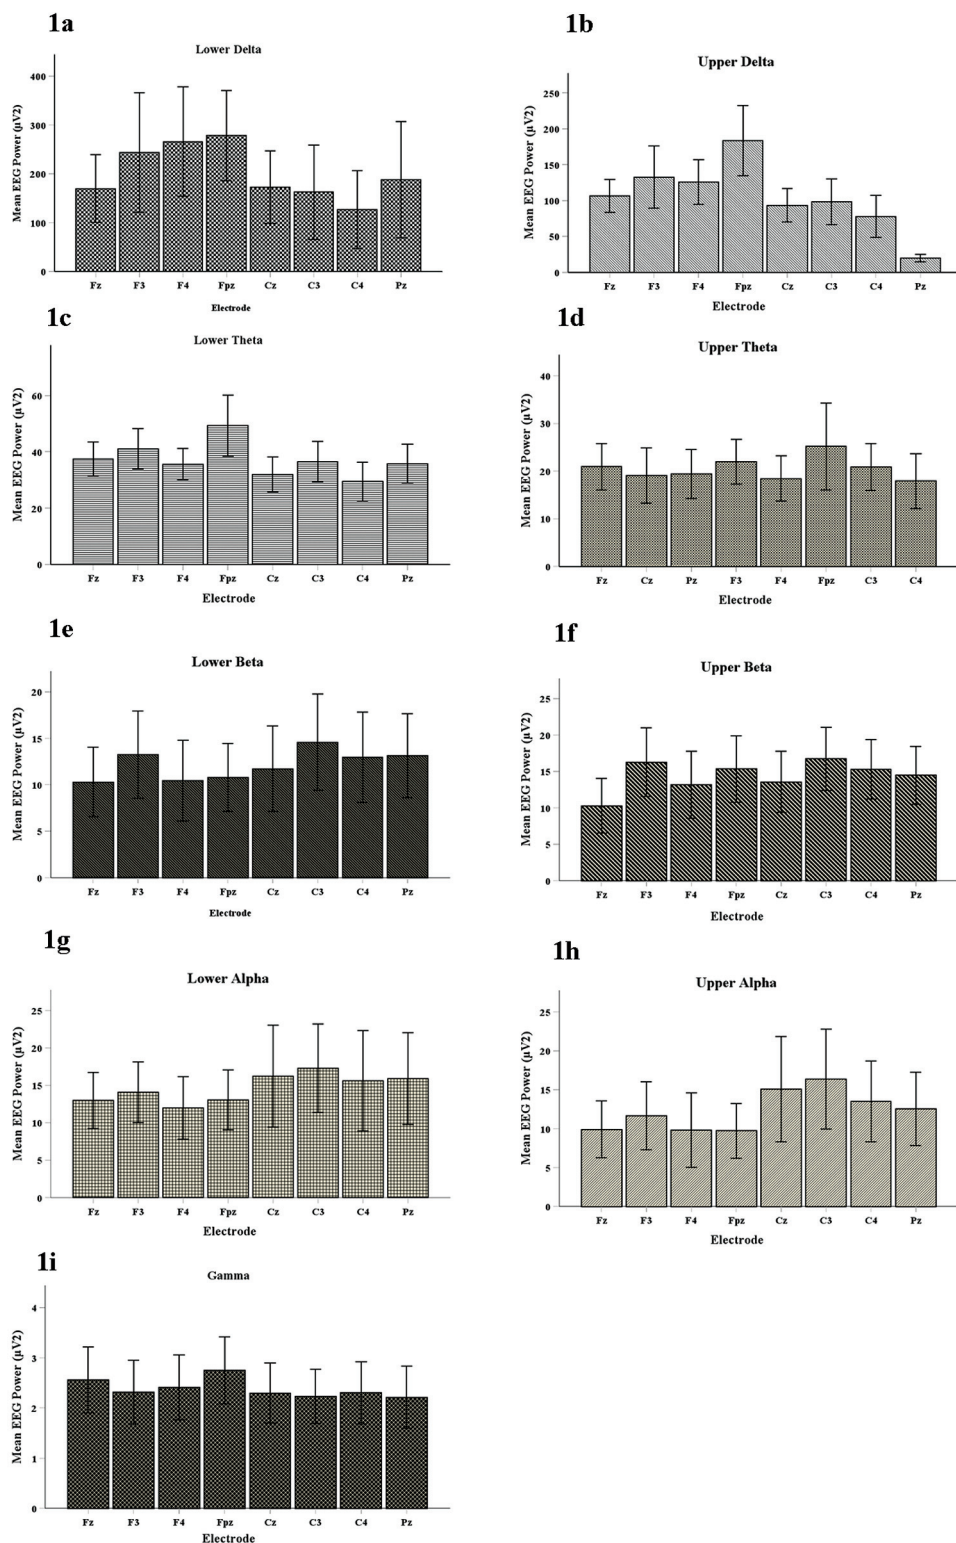 1a
Lower Delta
Mean EEG Power (µV2)
400
300
200
100
0
Fz F3 F4 Fpz Cz C3 C4 Pz
Electrode
1b
Upper Delta
Mean EEG Power (µV2)
250
200
150
100
50
0
Fz F3 F4 Fpz Cz C3 C4 Pz
1c
Lower Theta
Mean EEG Power (µV2)
60
40
20
0
Fz F3 F4 Fpz Cz C3 C4 Pz
Electrode
1d
Upper Theta
Mean EEG Power (µV2)
40
30
20
10
0
Fz Cz Pz F3 F4 Fpz C3 C4
Electrode
1e
Lower Beta
Mean EEG Power (µV2)
20
15
10
5
0
Fz F3 F4 Fpz Cz C3 C4 Pz
Electrode
1f
Upper Beta
Mean EEG Power (µV2)
25
20
15
10
5
0
Fz F3 F4 Fpz Cz C3 C4 Pz
Electrode
1g
Lower Alpha
Mean EEG Power (µV2)
25
20
15
10
5
0
Fz F3 F4 Fpz Cz C3 C4 Pz
Electrode
1h
Upper Alpha
Mean EEG Power (µV2)
25
20
15
10
5
0
Fz F3 F4 Fpz Cz C3 C4 Pz
Electrode
1i
Gamma
Mean EEG Power (µV2)
4
3
2
1
0
Fz F3 F4 Fpz Cz C3 C4 Pz
Electrode